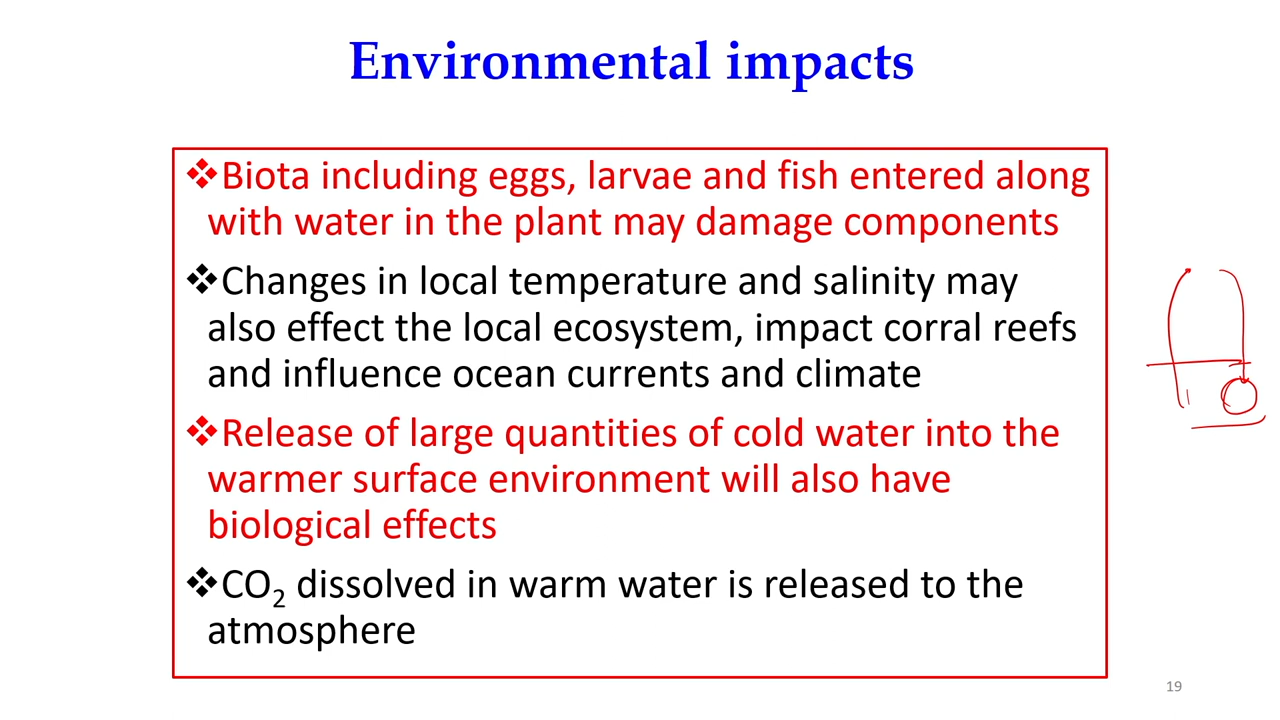 Environmental impacts
❖Biota including eggs, larvae and fish entered along
with water in the plant may damage components
❖Changes in local temperature and salinity may
also effect the local ecosystem, impact corral reefs
and influence ocean currents and climate
❖Release of large quantities of cold water into the
warmer surface environment will also have
biological effects
❖CO₂ dissolved in warm water is released to the
atmosphere
19